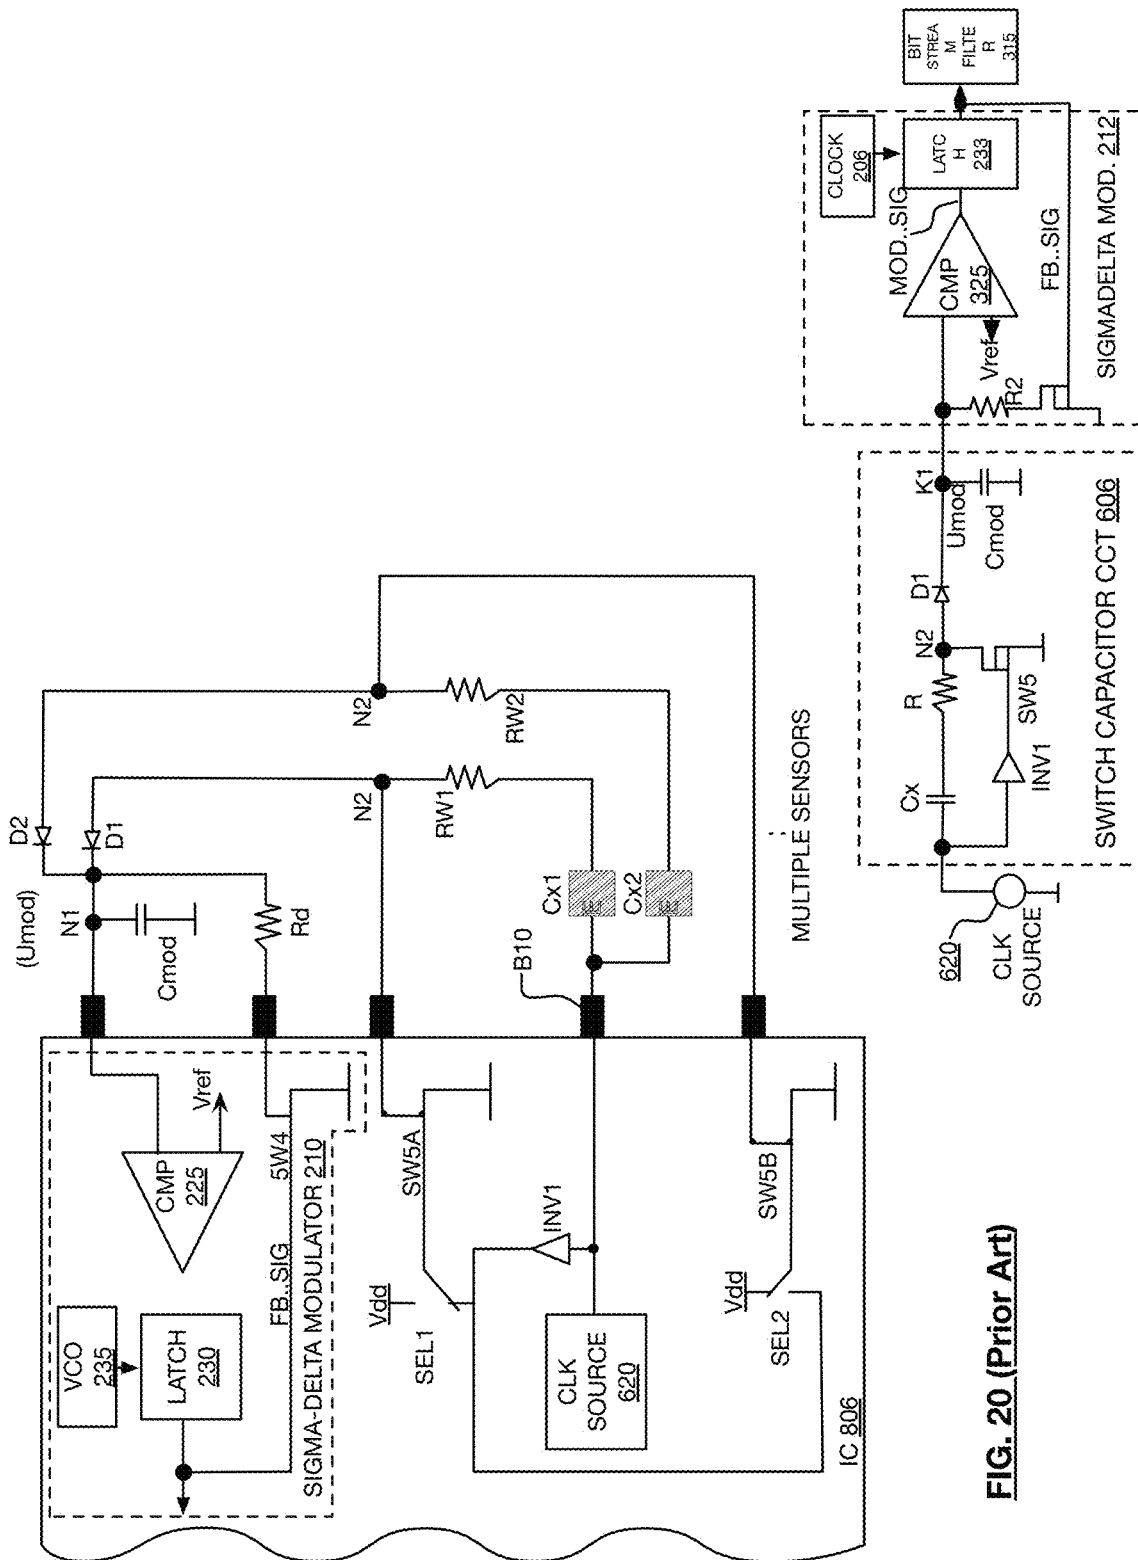 VCO
235
LATCH
230
CMP
225
Vref
FB..SIG
5W4
SIGMA-DELTA MODULATOR 210
(Umod)
N1
Cmod
Rd
D2
D1
N2
N2
RW1
RW2
Cx1
Cx2
E
E
B10
MULTIPLE SENSORS
Vdd
SEL1
SW5A
INV1
CLK
SOURCE
620
Vdd
SEL2
SW5B
IC 806
620
CLK
SOURCE
Cx
R
N2
D1
K1
Umod
Cmod
INV1
SW5
SWITCH CAPACITOR CCT 606
CLOCK
206
MOD..SIG
CMP
325
Vref
R2
LATC
H
233
FB..SIG
SIGMADELTA MOD. 212
BIT
STREA
M
FILTE
R
315
FIG. 20 (Prior Art)